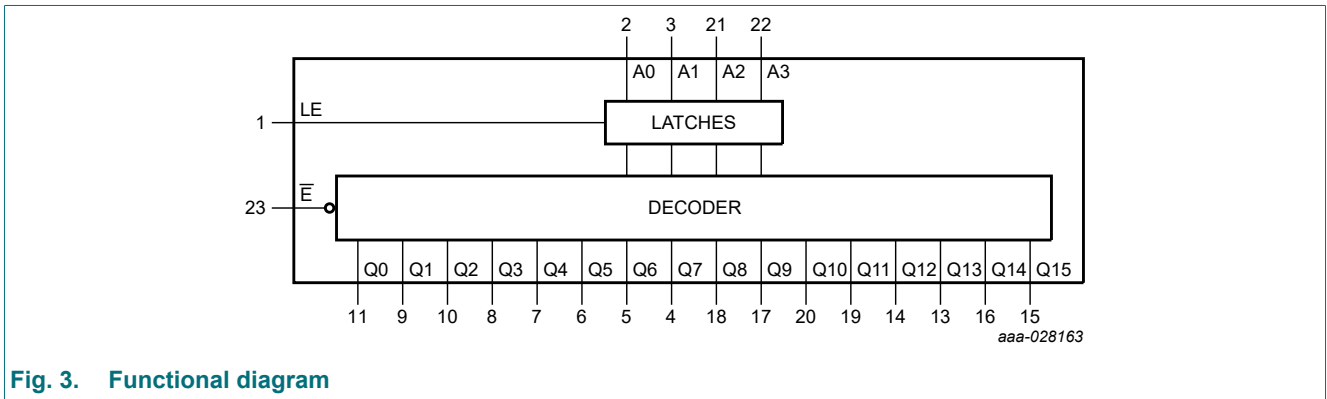 2 3 21 22
A0 A1 A2 A3
1 LE LATCHES
23 E̅ DECODER
Q0 Q1 Q2 Q3 Q4 Q5 Q6 Q7 Q8 Q9 Q10 Q11 Q12 Q13 Q14 Q15
11 9 10 8 7 6 5 4 18 17 20 19 14 13 16 15
aaa-028163
Fig. 3. Functional diagram